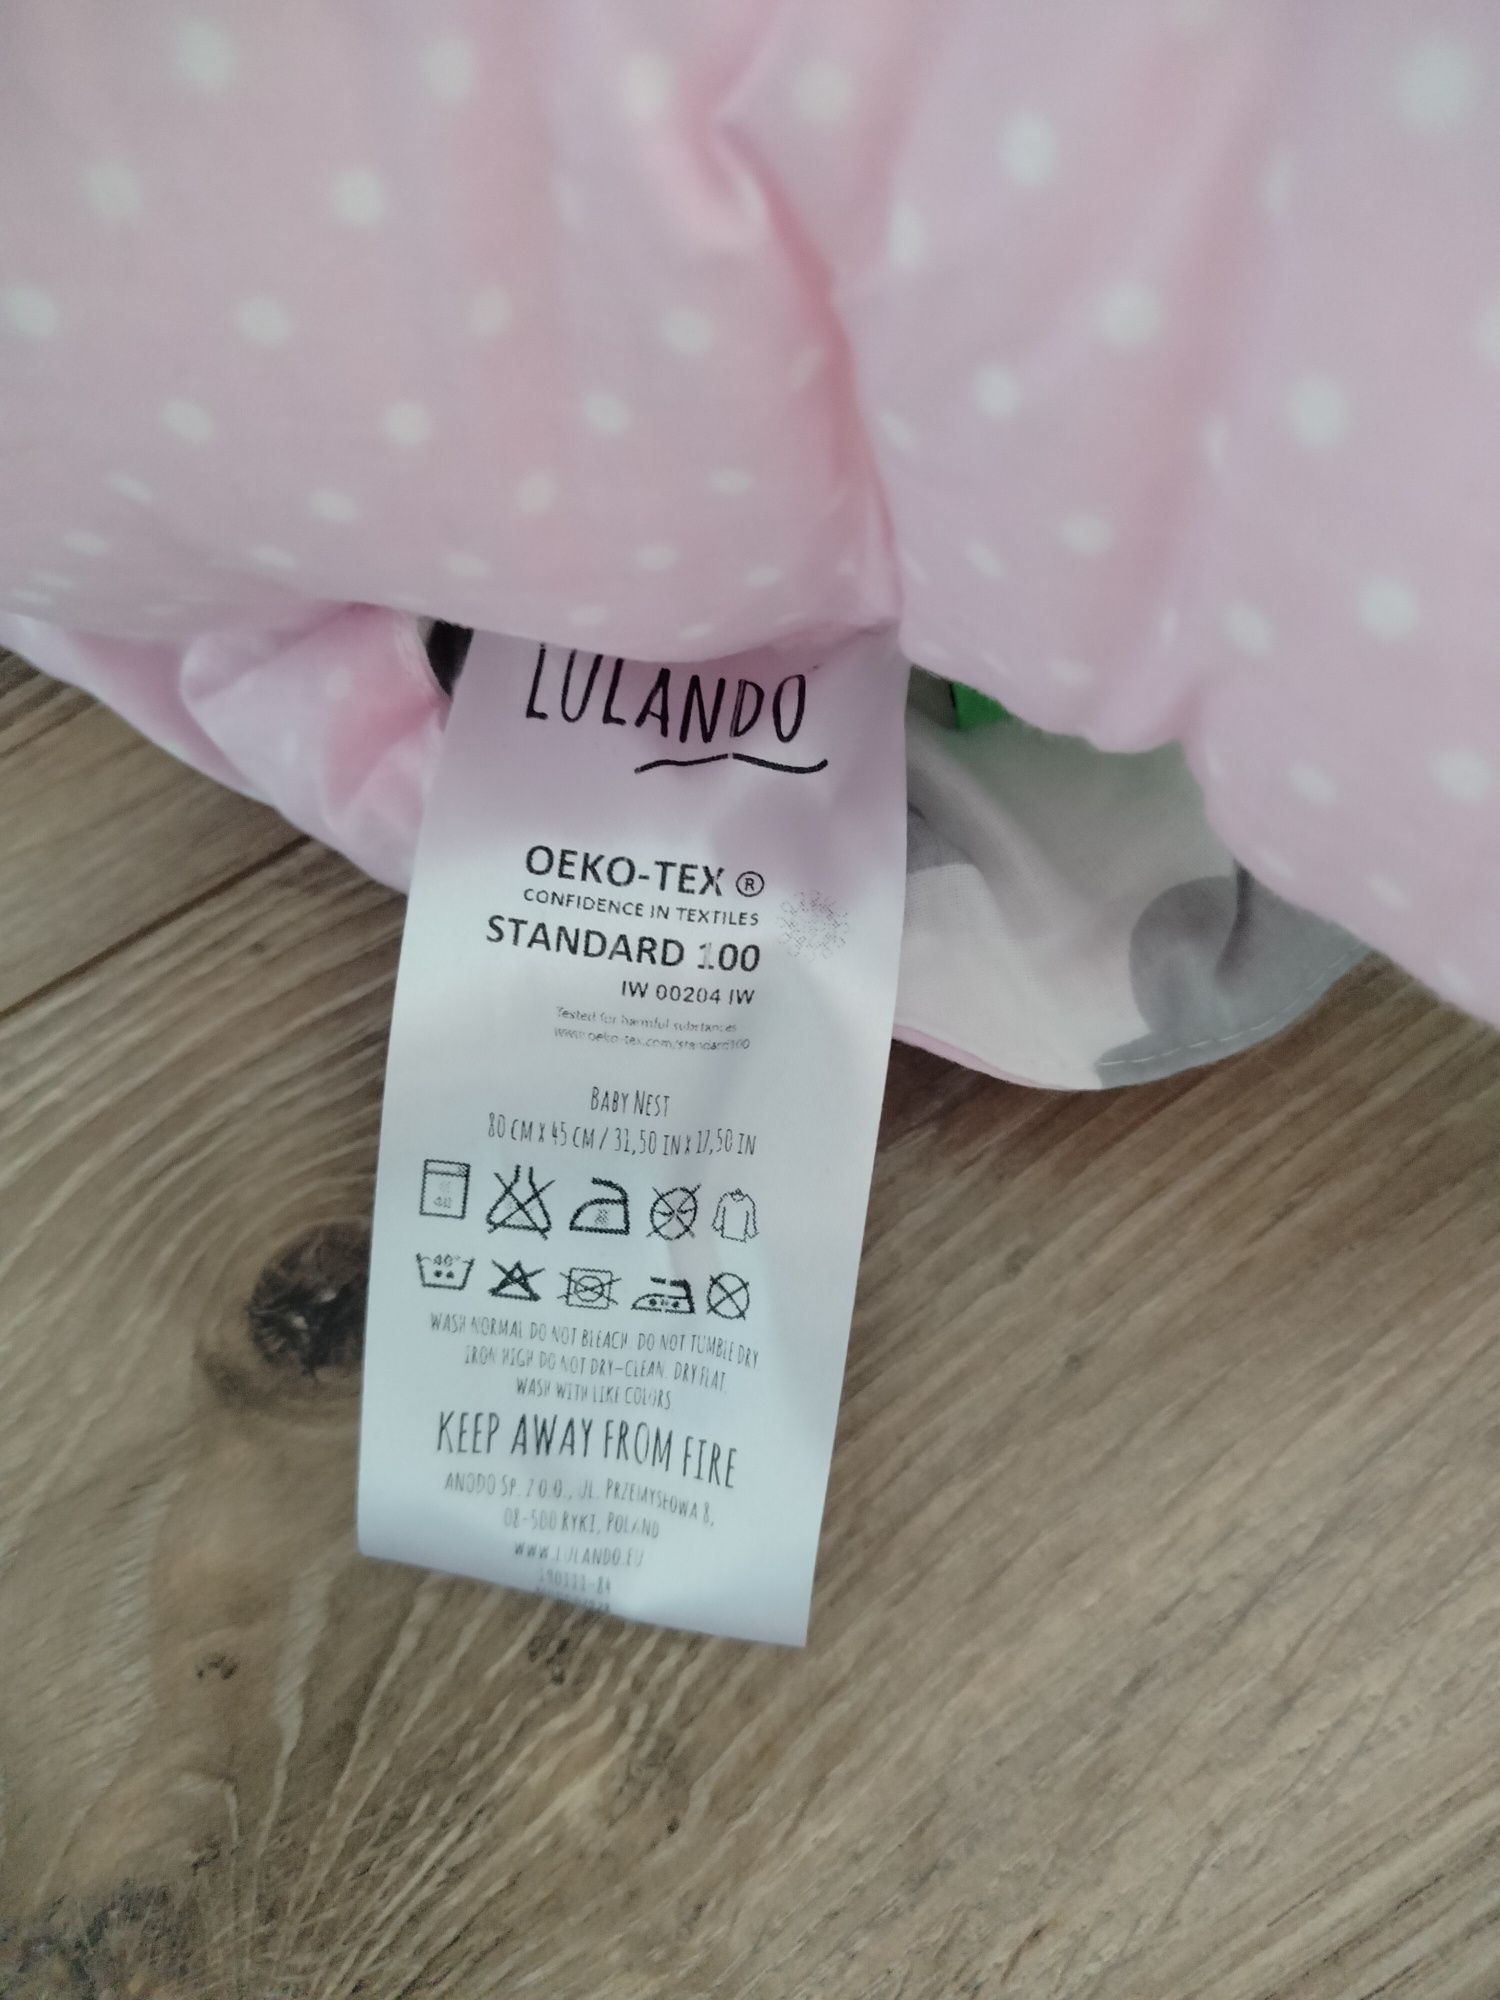 LULANDO
OEKO-TEX ®
CONFIDENCE IN TEXTILES
STANDARD 100
IW 00204 IW
Tested for harmful substances
www.oeko-tex.com/standard100
BABY NEST
80 CM X 45 CM / 31,50 IN X 17,50 IN
40
40°
WASH NORMAL DO NOT BLEACH DO NOT TUMBLE DRY
IRON HIGH DO NOT DRY-CLEAN. DRY FLAT.
WASH WITH LIKE COLORS
KEEP AWAY FROM FIRE
ANODO SP. Z O.O., UL. PRZEMYSŁOWA 8,
08-500 RYKI, POLAND
WWW.LULANDO.EU